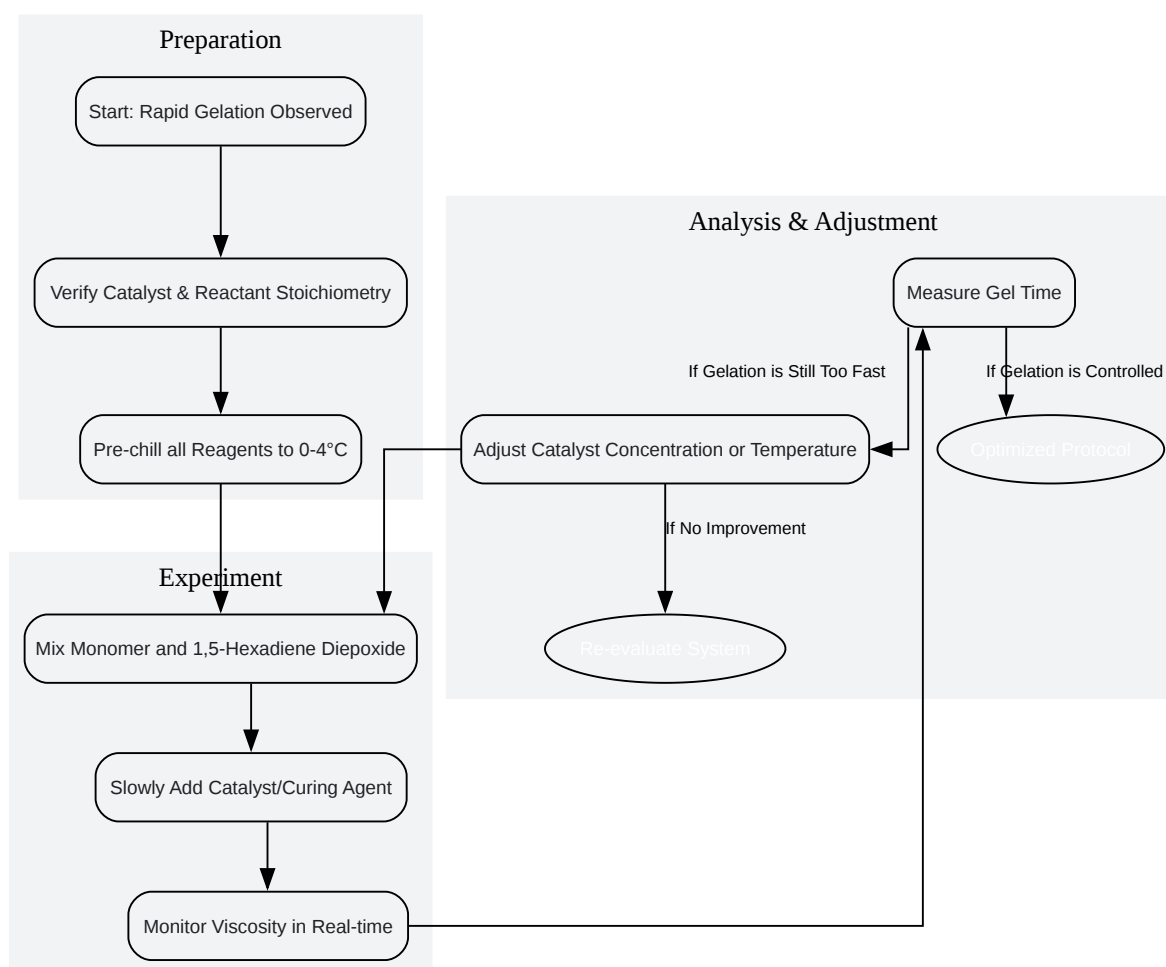 Preparation
Start: Rapid Gelation Observed
Verify Catalyst & Reactant Stoichiometry
Pre-chill all Reagents to 0-4°C
Analysis & Adjustment
Measure Gel Time
If Gelation is Still Too Fast
If Gelation is Controlled
Adjust Catalyst Concentration or Temperature
Optimized Protocol
If No Improvement
Re-evaluate System
Experiment
Mix Monomer and 1,5-Hexadiene Diepoxide
Slowly Add Catalyst/Curing Agent
Monitor Viscosity in Real-time